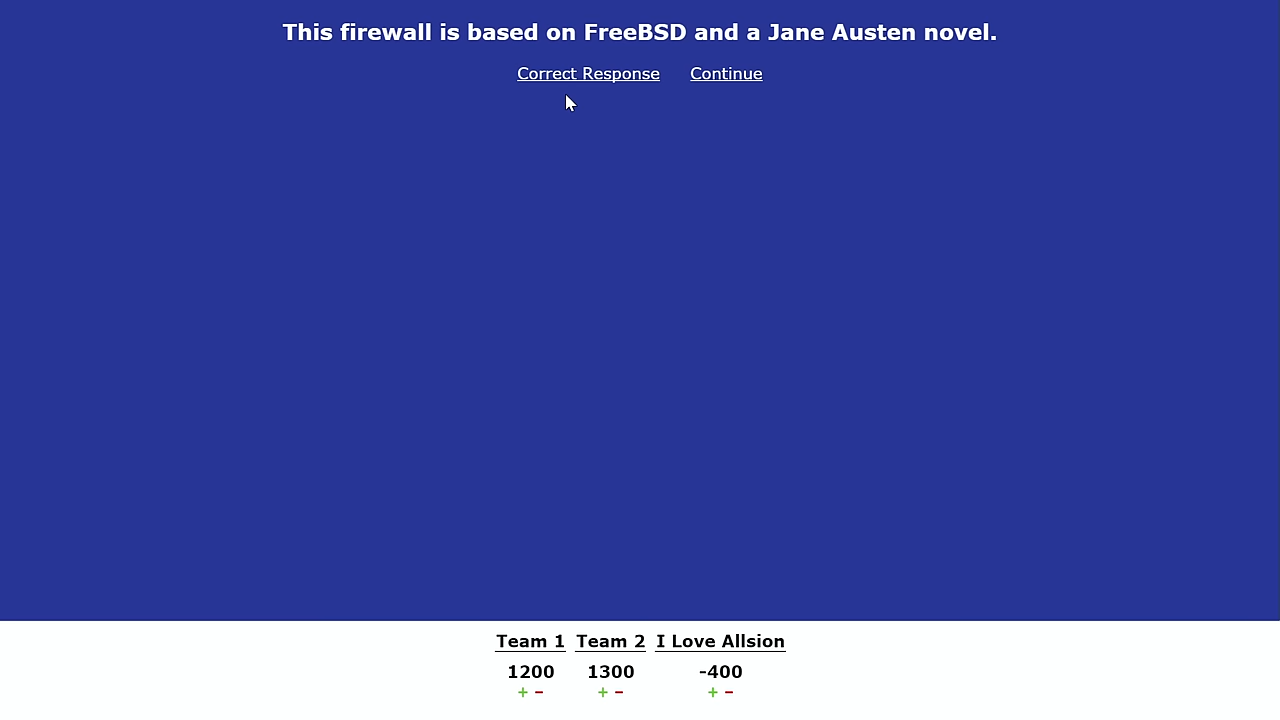 This firewall is based on FreeBSD and a Jane Austen novel.
Correct Response Continue
Team 1 Team 2 I Love Allsion
1200 1300 -400
+ - + - + -